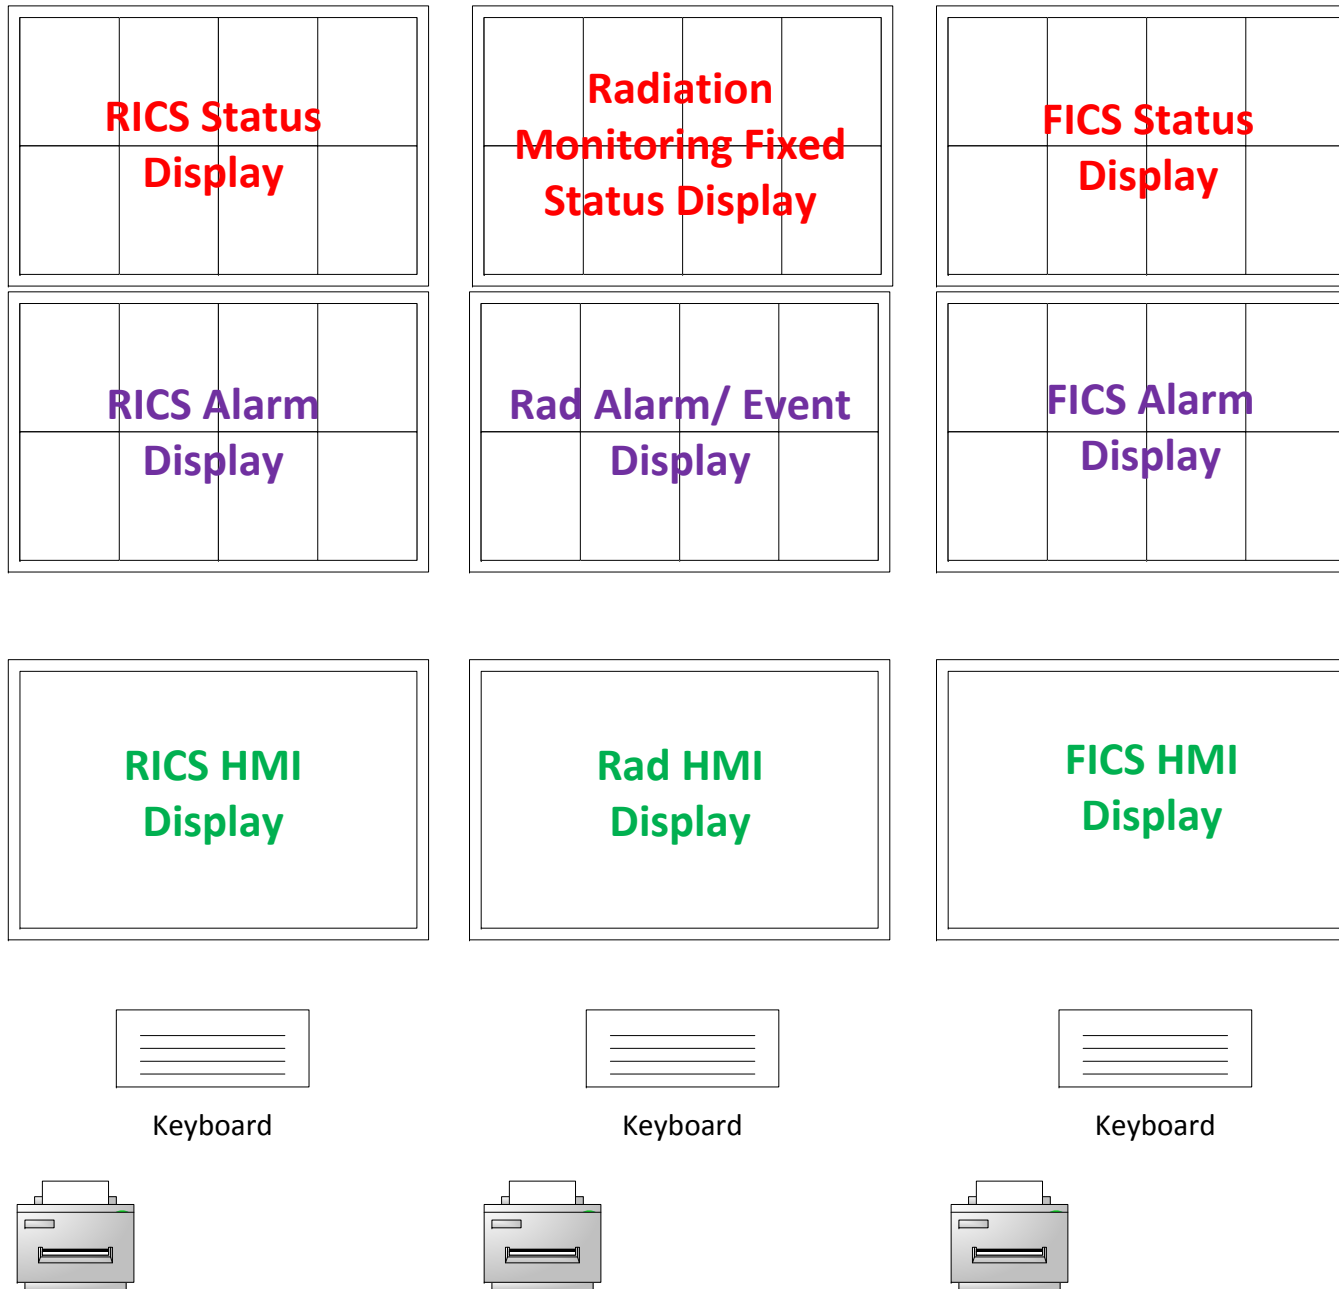 RICS Status
Display
Radiation
Monitoring Fixed
Status Display
FICS Status
Display
RICS Alarm
Display
Rad Alarm/ Event
Display
FICS Alarm
Display
RICS HMI
Display
Rad HMI
Display
FICS HMI
Display
Keyboard
Keyboard
Keyboard